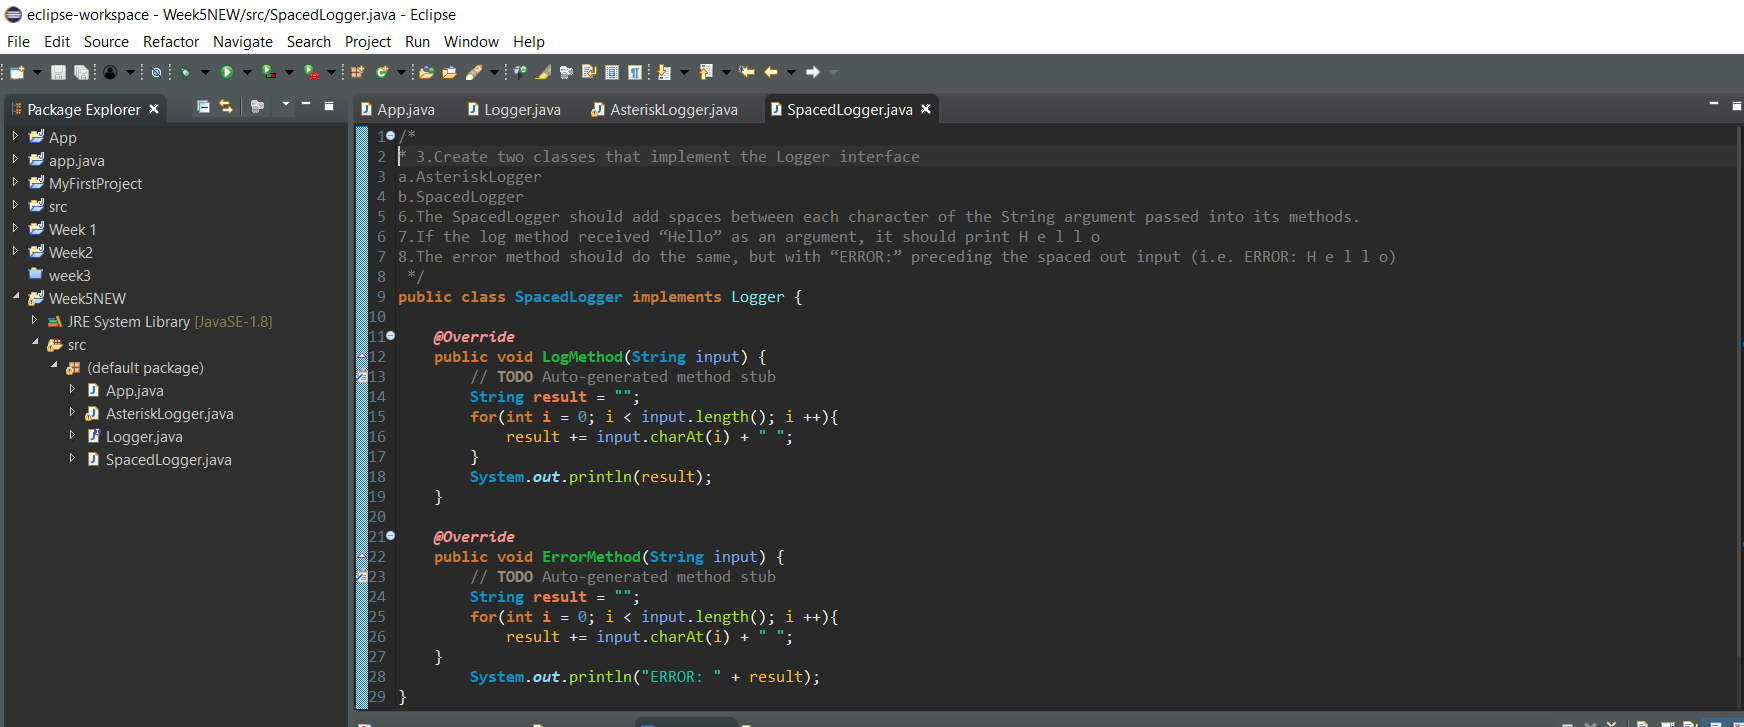 eclipse-workspace - Week5NEW/src/SpacedLogger.java - Eclipse
File Edit Source Refactor Navigate Search Project Run Window Help
Package Explorer
App
app.java
MyFirstProject
src
Week 1
Week2
week3
Week5NEW
JRE System Library [JavaSE-1.8]
src
(default package)
App.java
AsteriskLogger.java
Logger.java
SpacedLogger.java
App.java Logger.java AsteriskLogger.java SpacedLogger.java
1 /*
2 * 3.Create two classes that implement the Logger interface
3 a.AsteriskLogger
4 b.SpacedLogger
5 6.The SpacedLogger should add spaces between each character of the String argument passed into its methods.
6 7.If the log method received “Hello” as an argument, it should print H e l l o
7 8.The error method should do the same, but with “ERROR:” preceding the spaced out input (i.e. ERROR: H e l l o)
8 */
9 public class SpacedLogger implements Logger {
10
11 @Override
12 public void LogMethod(String input) {
13 // TODO Auto-generated method stub
14 String result = "";
15 for(int i = 0; i < input.length(); i ++){
16 result += input.charAt(i) + " ";
17 }
18 System.out.println(result);
19 }
20
21 @Override
22 public void ErrorMethod(String input) {
23 // TODO Auto-generated method stub
24 String result = "";
25 for(int i = 0; i < input.length(); i ++){
26 result += input.charAt(i) + " ";
27 }
28 System.out.println("ERROR: " + result);
29 }